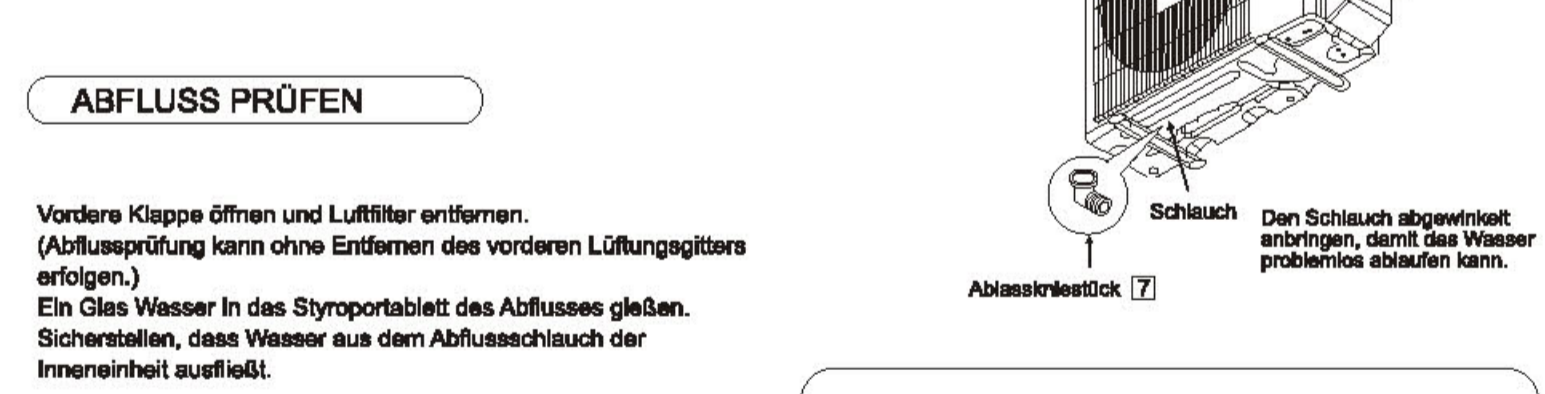 ABFLUSS PRÜFEN
Vordere Klappe öffnen und Luftfilter entfernen.
(Abflussprüfung kann ohne Entfernen des vorderen Lüftungsgitters
erfolgen.)
Ein Glas Wasser in das Styroportablett des Abflusses gießen.
Sicherstellen, dass Wasser aus dem Abflussschlauch der
Inneneinheit ausfließt.
Schlauch
Den Schlauch abgewinkelt
anbringen, damit das Wasser
problemlos ablaufen kann.
Ablasskniestück 7